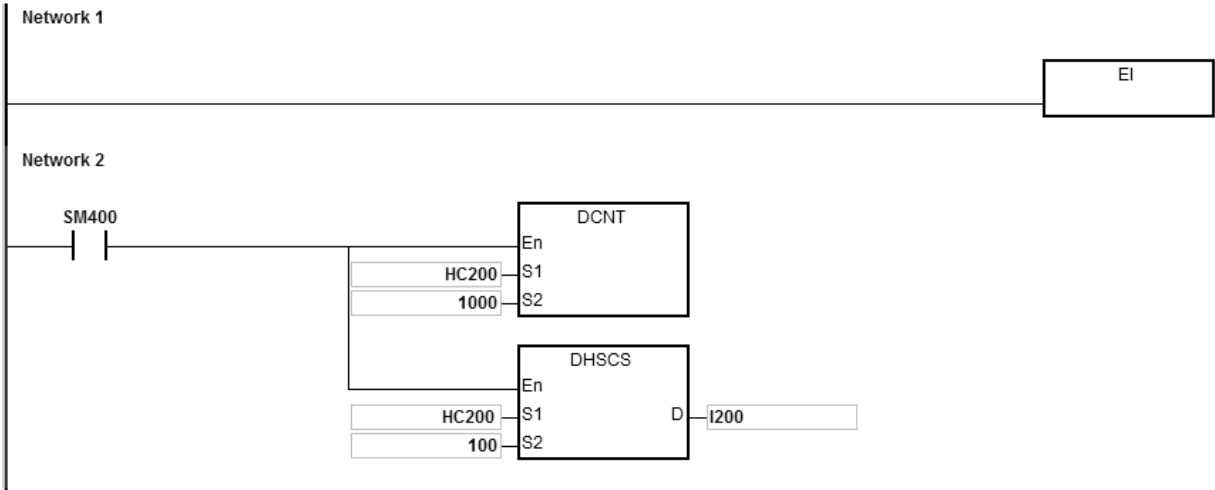 Network 1
EI
Network 2
SM400
DCNT
En
HC200 S1
1000 S2
DHSCS
En
HC200 S1 D I200
100 S2